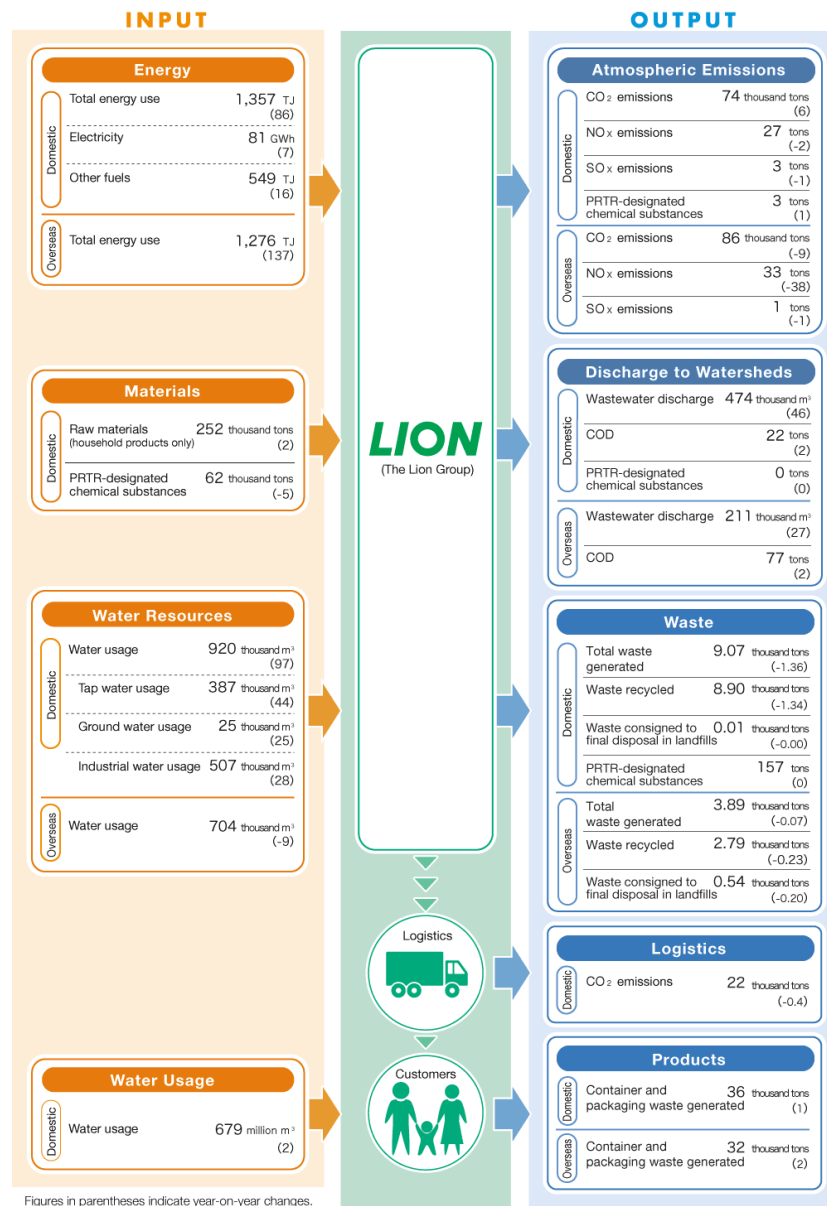 INPUT
Energy
Domestic
Total energy use 1,357 TJ
(86)
Electricity 81 GWh
(7)
Other fuels 549 TJ
(16)
Overseas
Total energy use 1,276 TJ
(137)
Materials
Domestic
Raw materials 252 thousand tons
(household products only) (2)
PRTR-designated 62 thousand tons
chemical substances (-5)
Water Resources
Domestic
Water usage 920 thousand m³
(97)
Tap water usage 387 thousand m³
(44)
Ground water usage 25 thousand m³
(25)
Industrial water usage 507 thousand m³
(28)
Overseas
Water usage 704 thousand m³
(-9)
Water Usage
Domestic
Water usage 679 million m³
(2)
Figures in parentheses indicate year-on-year changes.
LION
(The Lion Group)
Logistics
Customers
OUTPUT
Atmospheric Emissions
Domestic
CO₂ emissions 74 thousand tons
(6)
NOx emissions 27 tons
(-2)
SOx emissions 3 tons
(-1)
PRTR-designated 3 tons
chemical substances (1)
Overseas
CO₂ emissions 86 thousand tons
(-9)
NOx emissions 33 tons
(-38)
SOx emissions 1 tons
(-1)
Discharge to Watersheds
Domestic
Wastewater discharge 474 thousand m³
(46)
COD 22 tons
(2)
PRTR-designated 0 tons
chemical substances (0)
Overseas
Wastewater discharge 211 thousand m³
(27)
COD 77 tons
(2)
Waste
Domestic
Total waste 9.07 thousand tons
generated (-1.36)
Waste recycled 8.90 thousand tons
(-1.34)
Waste consigned to 0.01 thousand tons
final disposal in landfills (-0.00)
PRTR-designated 157 tons
chemical substances (0)
Overseas
Total 3.89 thousand tons
waste generated (-0.07)
Waste recycled 2.79 thousand tons
(-0.23)
Waste consigned to 0.54 thousand tons
final disposal in landfills (-0.20)
Logistics
Domestic
CO₂ emissions 22 thousand tons
(-0.4)
Products
Domestic
Container and 36 thousand tons
packaging waste generated (1)
Overseas
Container and 32 thousand tons
packaging waste generated (2)